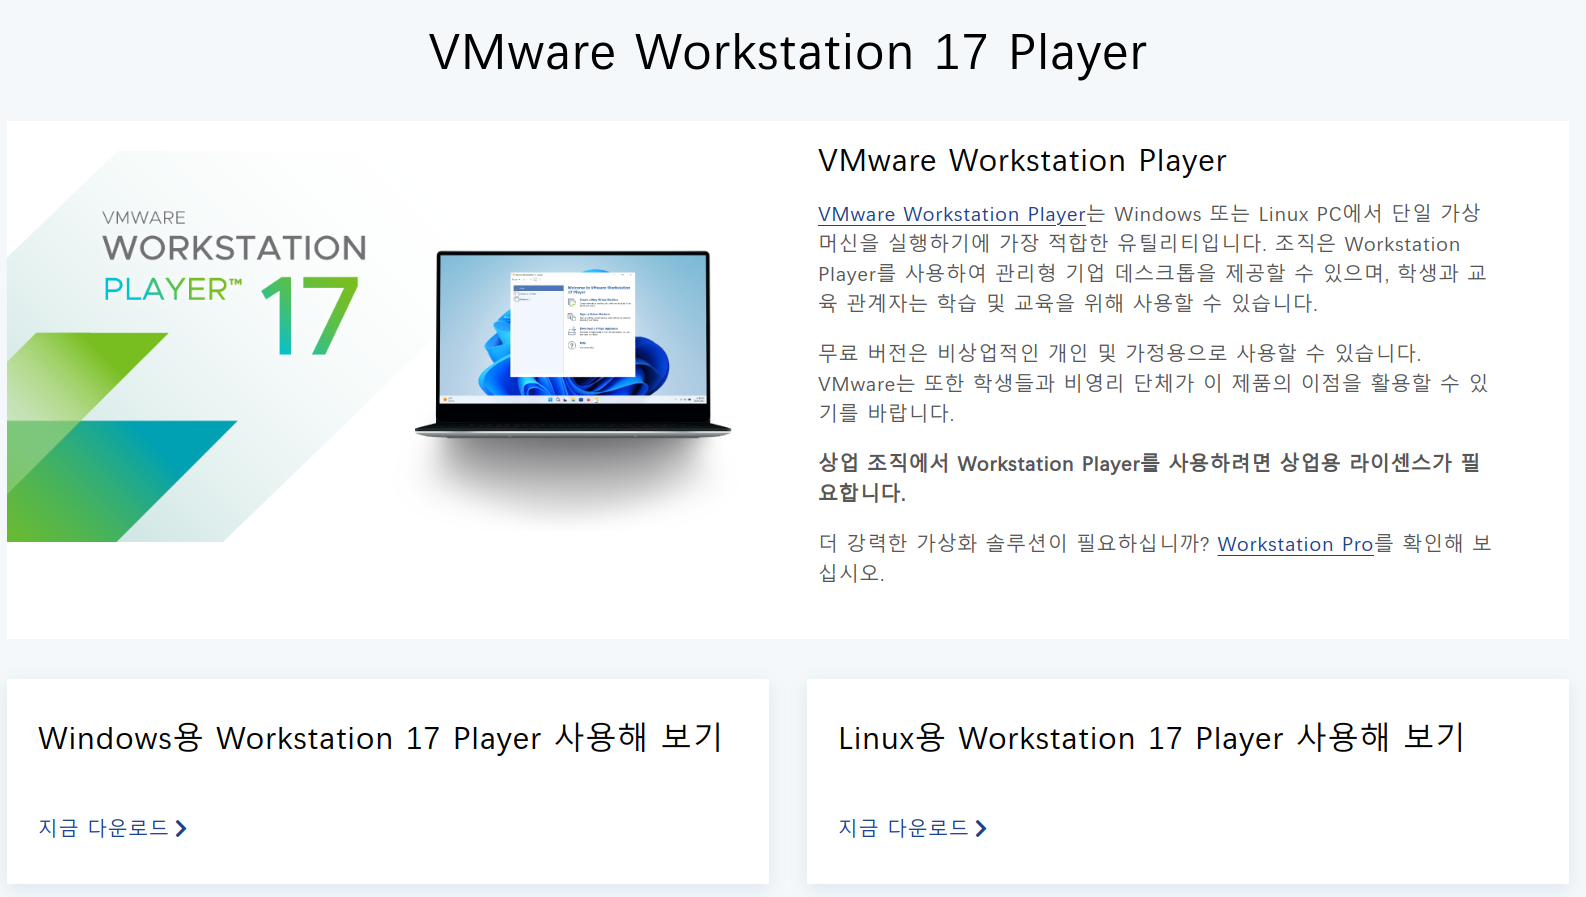 VMware Workstation 17 Player
VMWARE
WORKSTATION
PLAYER™ 17
VMware Workstation Player
VMware Workstation Player는 Windows 또는 Linux PC에서 단일 가상
머신을 실행하기에 가장 적합한 유틸리티입니다. 조직은 Workstation
Player를 사용하여 관리형 기업 데스크톱을 제공할 수 있으며, 학생과 교
육 관계자는 학습 및 교육을 위해 사용할 수 있습니다.
무료 버전은 비상업적인 개인 및 가정용으로 사용할 수 있습니다.
VMware는 또한 학생들과 비영리 단체가 이 제품의 이점을 활용할 수 있
기를 바랍니다.
상업 조직에서 Workstation Player를 사용하려면 상업용 라이센스가 필
요합니다.
더 강력한 가상화 솔루션이 필요하십니까? Workstation Pro를 확인해 보
십시오.
Windows용 Workstation 17 Player 사용해 보기
지금 다운로드
Linux용 Workstation 17 Player 사용해 보기
지금 다운로드